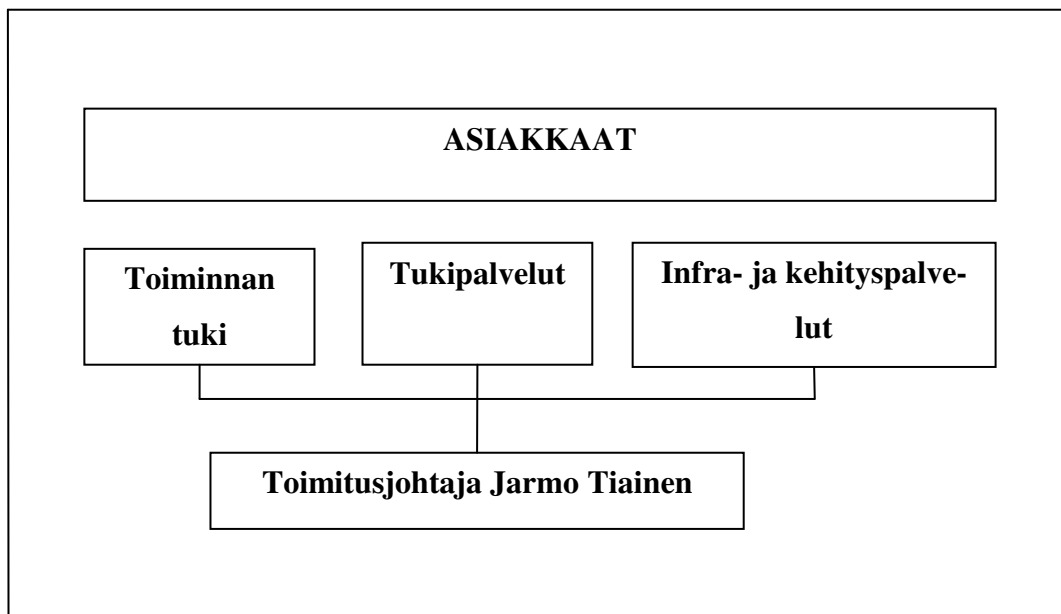 ASIAKKAAT
Toiminnan
tuki
Tukipalvelut
Infra- ja kehityspalve-
lut
Toimitusjohtaja Jarmo Tiainen